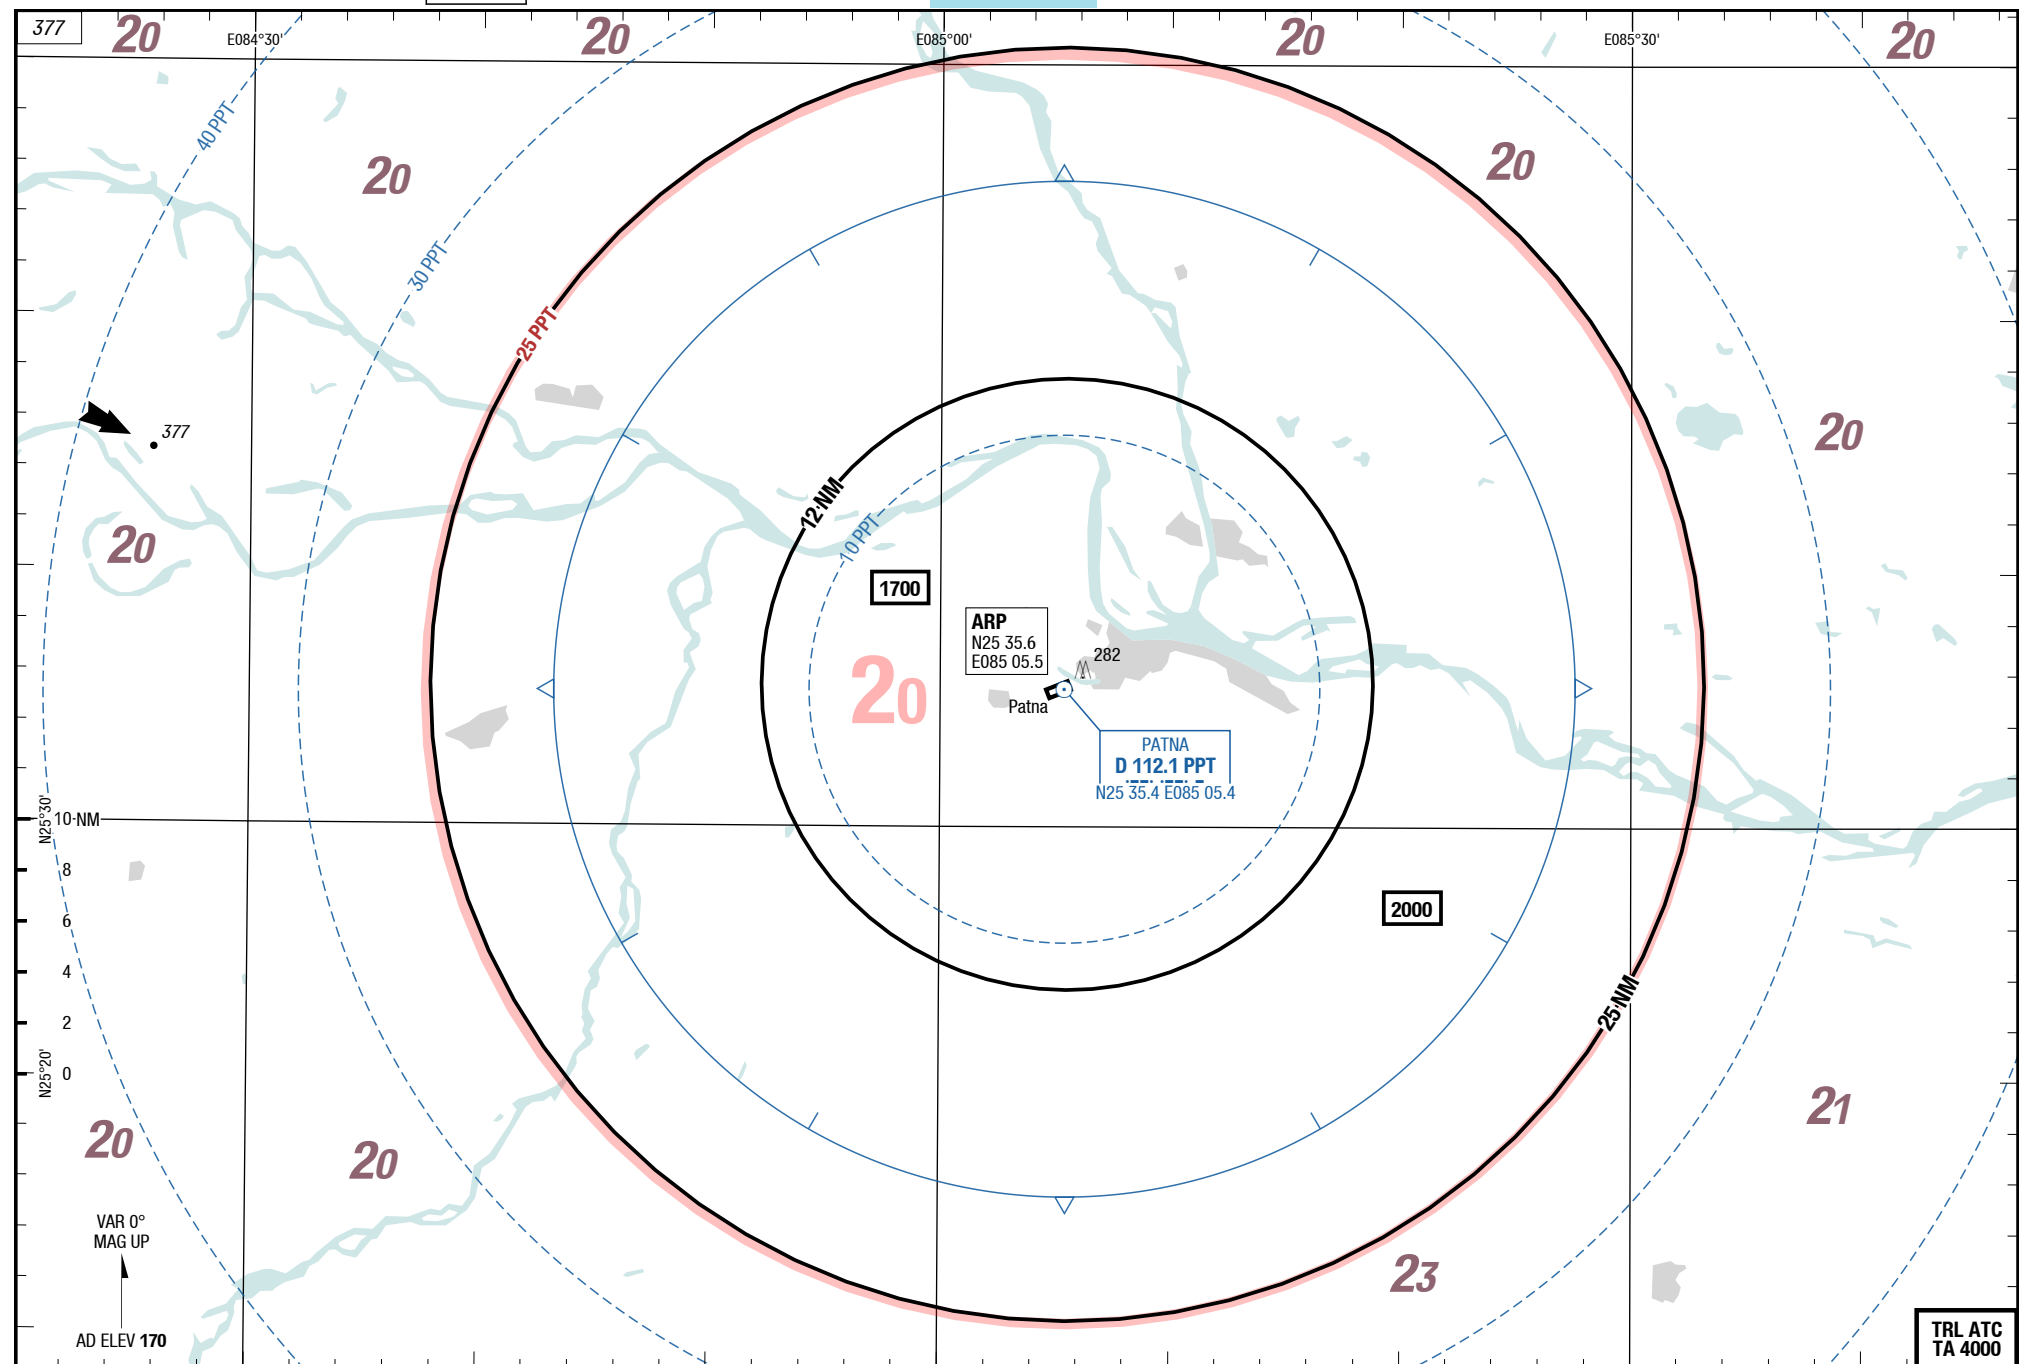 377
20
20
20
20
E084°30'
E085°00'
E085°30'
40 PPT
20
20
30 PPT
25 PPT
377
20
20
12 NM
10 PPT
1700
ARP
N25 35.6
E085 05.5
282
20
Patna
PATNA
D 112.1 PPT
N25 35.4 E085 05.4
N25°30'
10 NM
8
6
4
2
0
N25°20'
2000
25 NM
21
20
20
23
VAR 0°
MAG UP
AD ELEV 170
TRL ATC
TA 4000